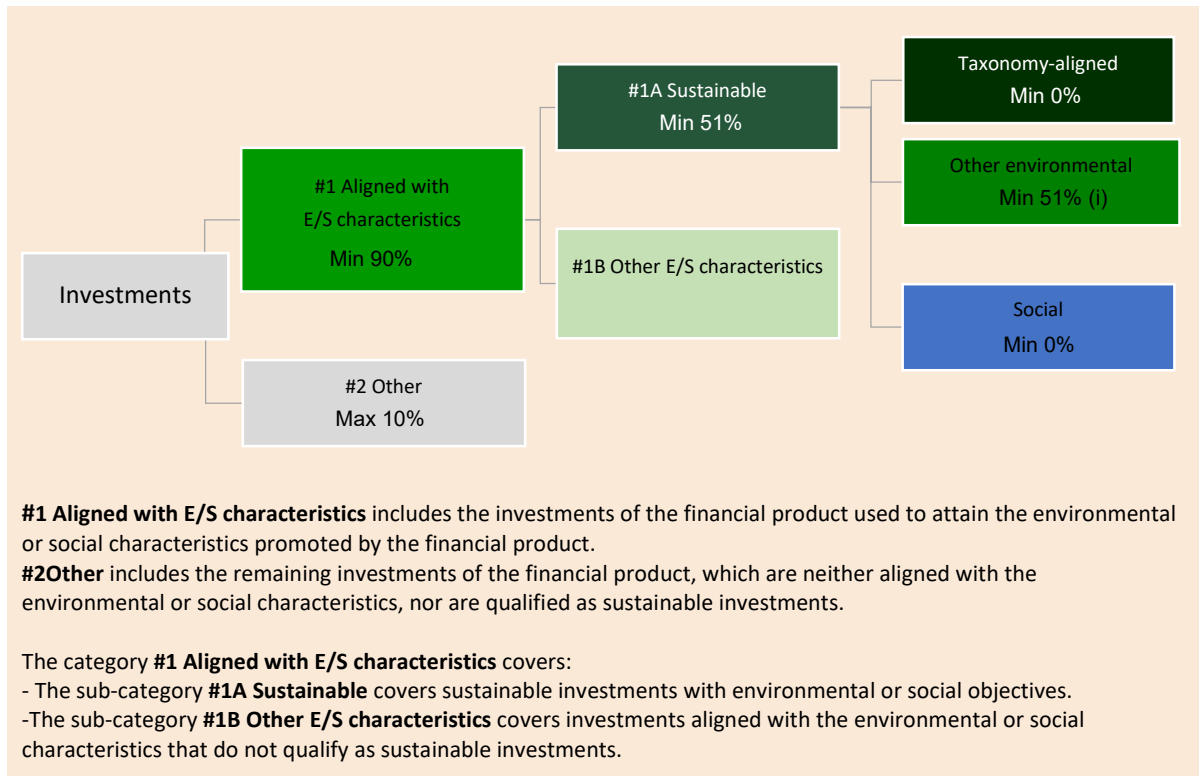 Investments
#1 Aligned with
E/S characteristics
Min 90%
#2 Other
Max 10%
#1A Sustainable
Min 51%
#1B Other E/S characteristics
Taxonomy-aligned
Min 0%
Other environmental
Min 51% (i)
Social
Min 0%
#1 Aligned with E/S characteristics includes the investments of the financial product used to attain the environmental
or social characteristics promoted by the financial product.
#2Other includes the remaining investments of the financial product, which are neither aligned with the
environmental or social characteristics, nor are qualified as sustainable investments.
The category #1 Aligned with E/S characteristics covers:
- The sub-category #1A Sustainable covers sustainable investments with environmental or social objectives.
-The sub-category #1B Other E/S characteristics covers investments aligned with the environmental or social
characteristics that do not qualify as sustainable investments.